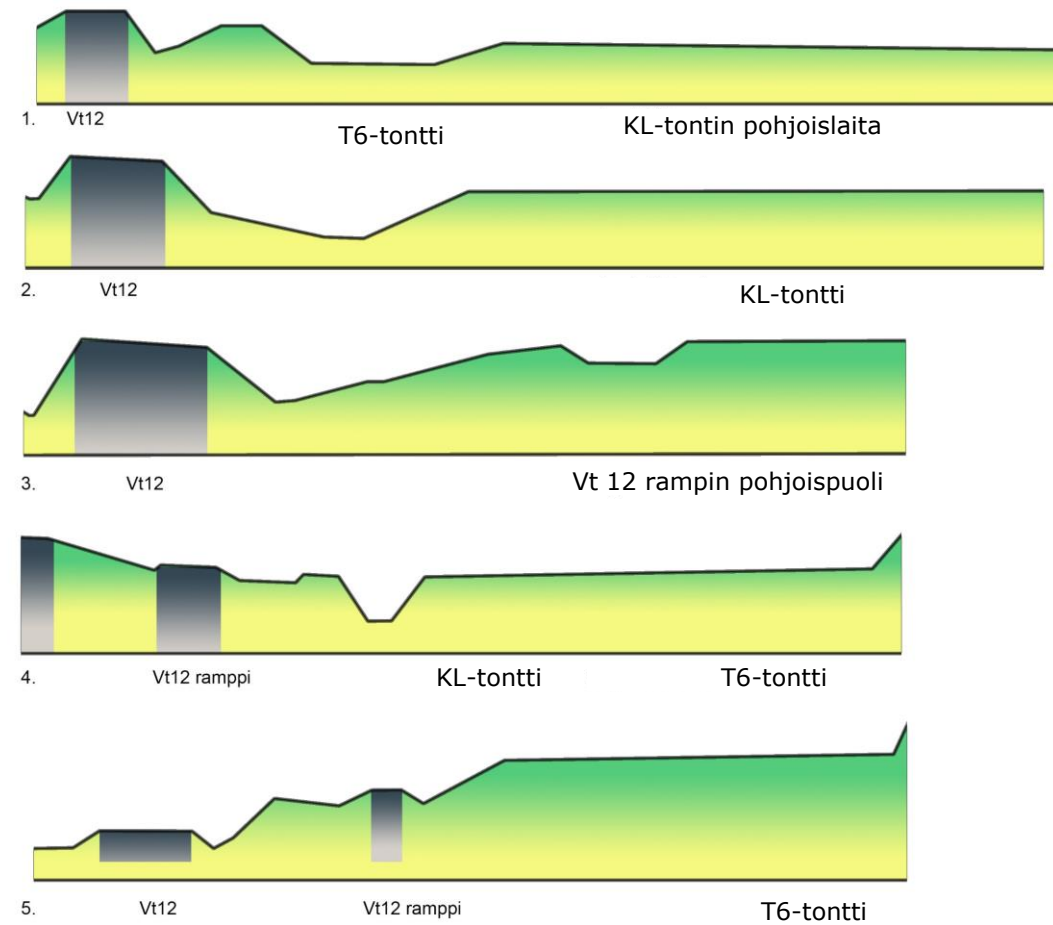 1. Vt12
T6-tontti
KL-tontin pohjoislaita
2. Vt12
KL-tontti
3. Vt12
Vt 12 rampin pohjoispuoli
4. Vt12 ramppi
KL-tontti
T6-tontti
5. Vt12
Vt12 ramppi
T6-tontti